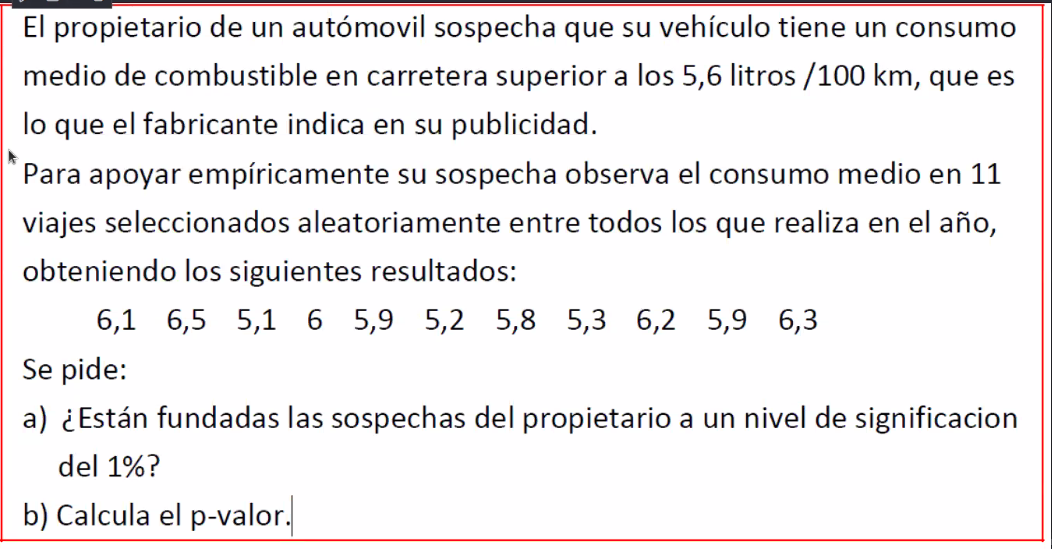 El propietario de un autómovil sospecha que su vehículo tiene un consumo
medio de combustible en carretera superior a los 5,6 litros /100 km, que es
lo que el fabricante indica en su publicidad.
Para apoyar empíricamente su sospecha observa el consumo medio en 11
viajes seleccionados aleatoriamente entre todos los que realiza en el año,
obteniendo los siguientes resultados:
6,1 6,5 5,1 6 5,9 5,2 5,8 5,3 6,2 5,9 6,3
Se pide:
a) ¿Están fundadas las sospechas del propietario a un nivel de significacion
del 1%?
b) Calcula el p-valor.